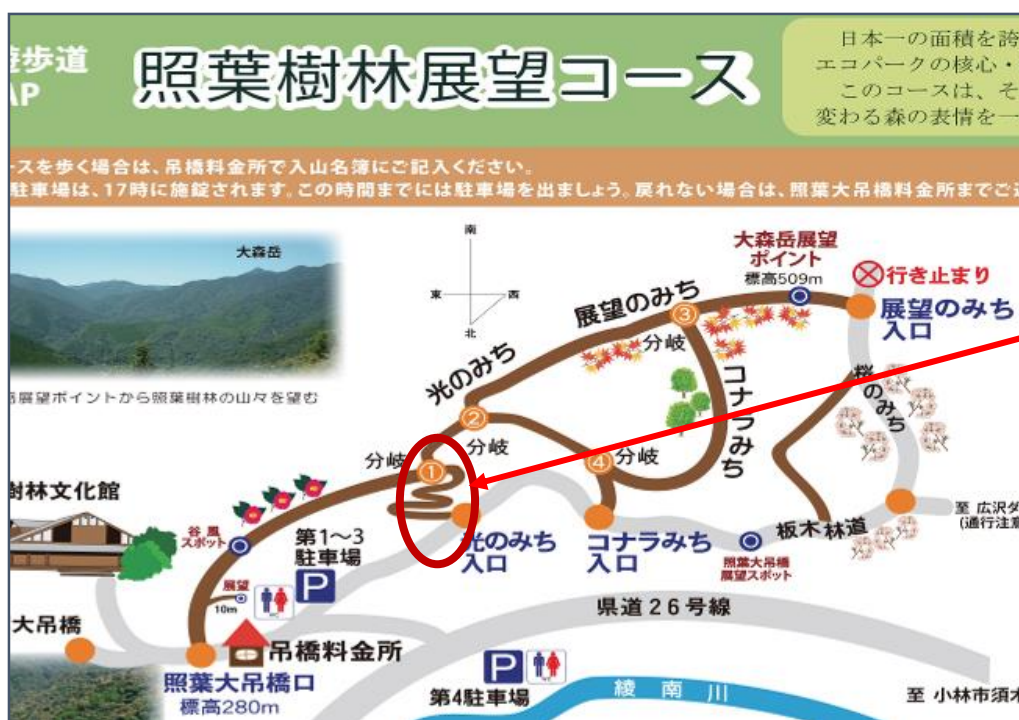 遊歩道
MAP
照葉樹林展望コース
日本一の面積を誇
エコパークの核心・
このコースは、そ
変わる森の表情を一
ースを歩く場合は、吊橋料金所で入山名簿にご記入ください。
駐車場は、17時に施錠されます。この時間までには駐車場を出ましょう。戻れない場合は、照葉大吊橋料金所までご
大森岳
南
東
西
北
大森岳展望
ポイント
標高509m
行き止まり
展望のみち
入口
展望のみち
③
分岐
光のみち
コナラみち
桜のみち
展望ポイントから照葉樹林の山々を望む
②
分岐
分岐
①
④
分岐
樹林文化館
谷風
スポット
第1~3
駐車場
P
光のみち
入口
コナラみち
入口
照葉大吊橋
展望スポット
板木林道
至 広沢ダ
(通行注意
展望
10m
県道26号線
大吊橋
吊橋料金所
照葉大吊橋口
標高280m
P
第4駐車場
綾南川
至 小林市須木